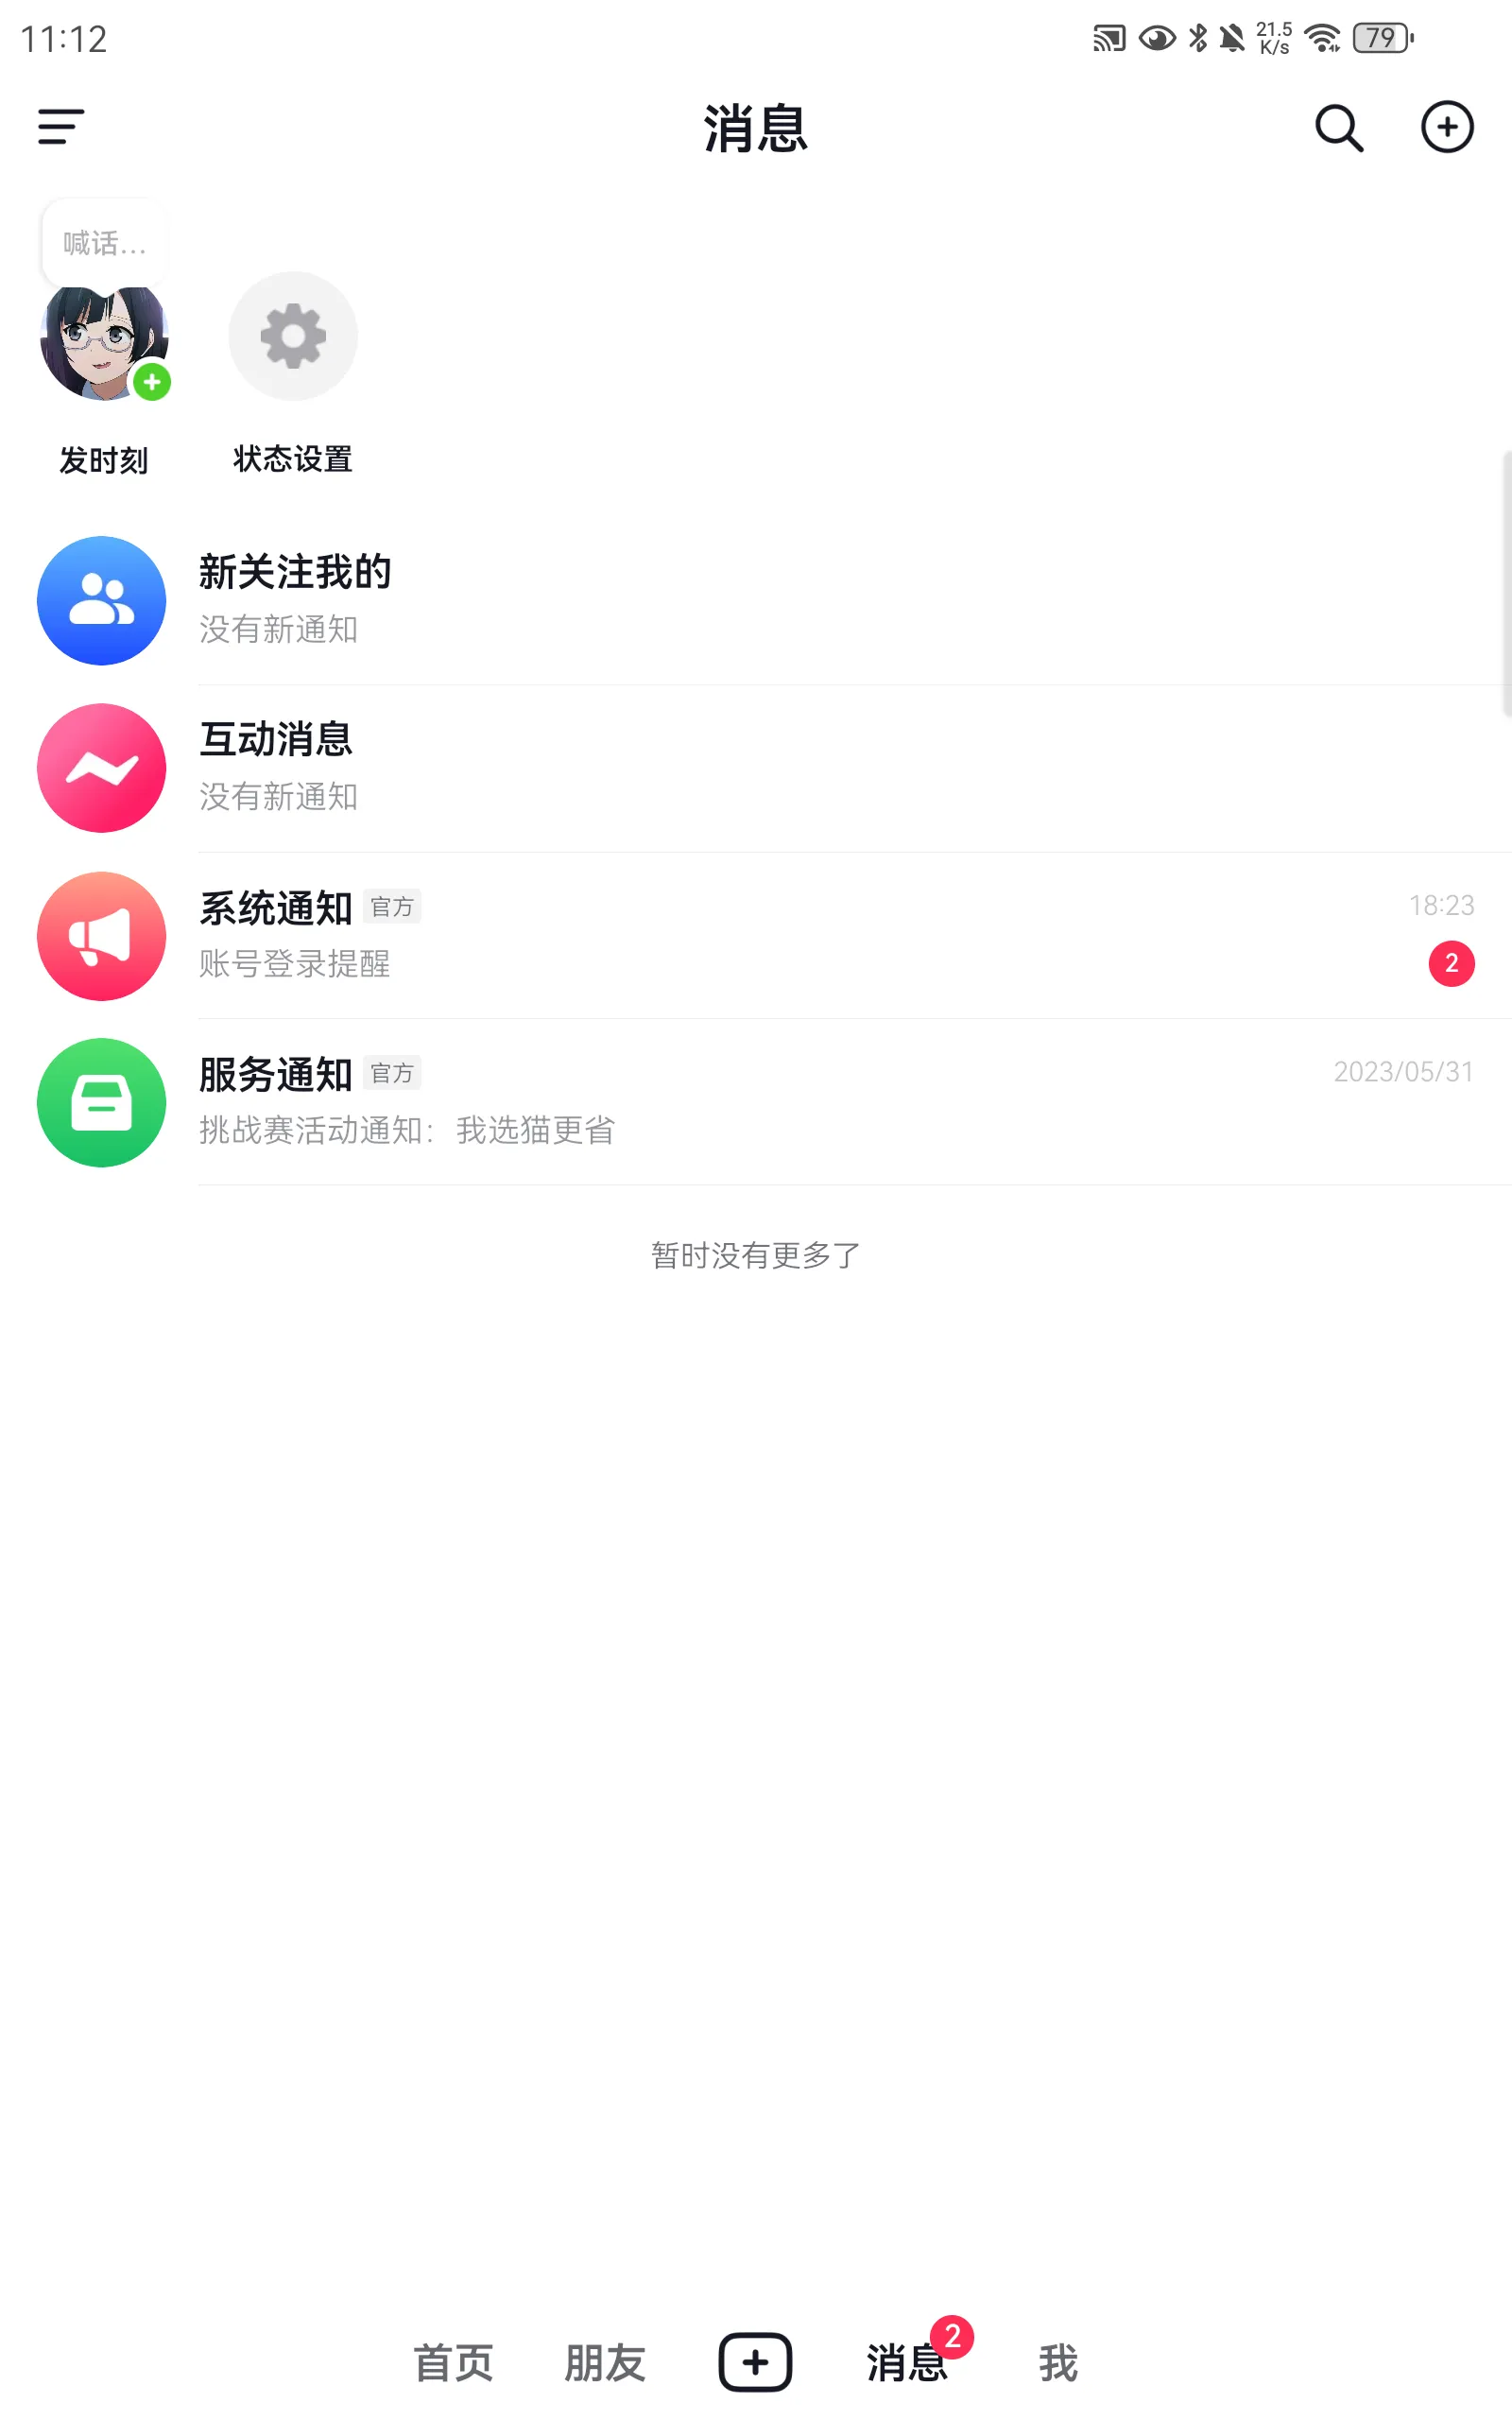 11:12
21.5
K/s
79
消息
喊话...
发时刻
状态设置
新关注我的
没有新通知
互动消息
没有新通知
系统通知 官方
18:23
账号登录提醒
2
服务通知 官方
2023/05/31
挑战赛活动通知：我选猫更省
暂时没有更多了
首页
朋友
消息
2
我